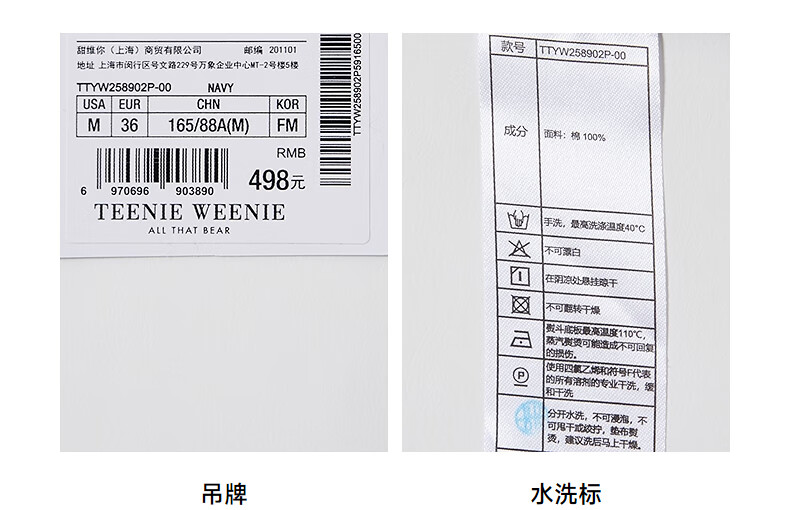 甜维你（上海）商贸有限公司 邮编 201101
地址 上海市闵行区号文路229号万象企业中心MT-2号楼5楼
TTYW258902P-00 NAVY
USA EUR CHN KOR
M 36 165/88A(M) FM
RMB
498元
6 970696 903890
TEENIE WEENIE
ALL THAT BEAR
TTYW258902P5916500
吊牌
款号 TTYW258902P-00
成分 面料：棉 100%
手洗，最高洗涤温度40°C
不可漂白
在阴凉处悬挂晾干
不可翻转干燥
熨斗底板最高温度110°C，
蒸汽熨烫可能造成不可回复
的损伤。
P
使用四氯乙烯和符号F代表
的所有溶剂的专业干洗，缓
和干洗
分开水洗，不可浸泡，不
可甩干或绞拧，垫布熨
烫，建议洗后马上干燥。
水洗标